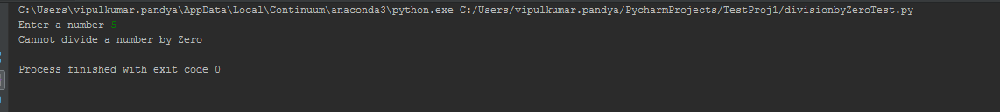 C:\Users\vipulkumar.pandya\AppData\Local\Continuum\anaconda3\python.exe C:/Users/vipulkumar.pandya/PycharmProjects/TestProj1/divisionbyZeroTest.py
Enter a number 5
Cannot divide a number by Zero
Process finished with exit code 0